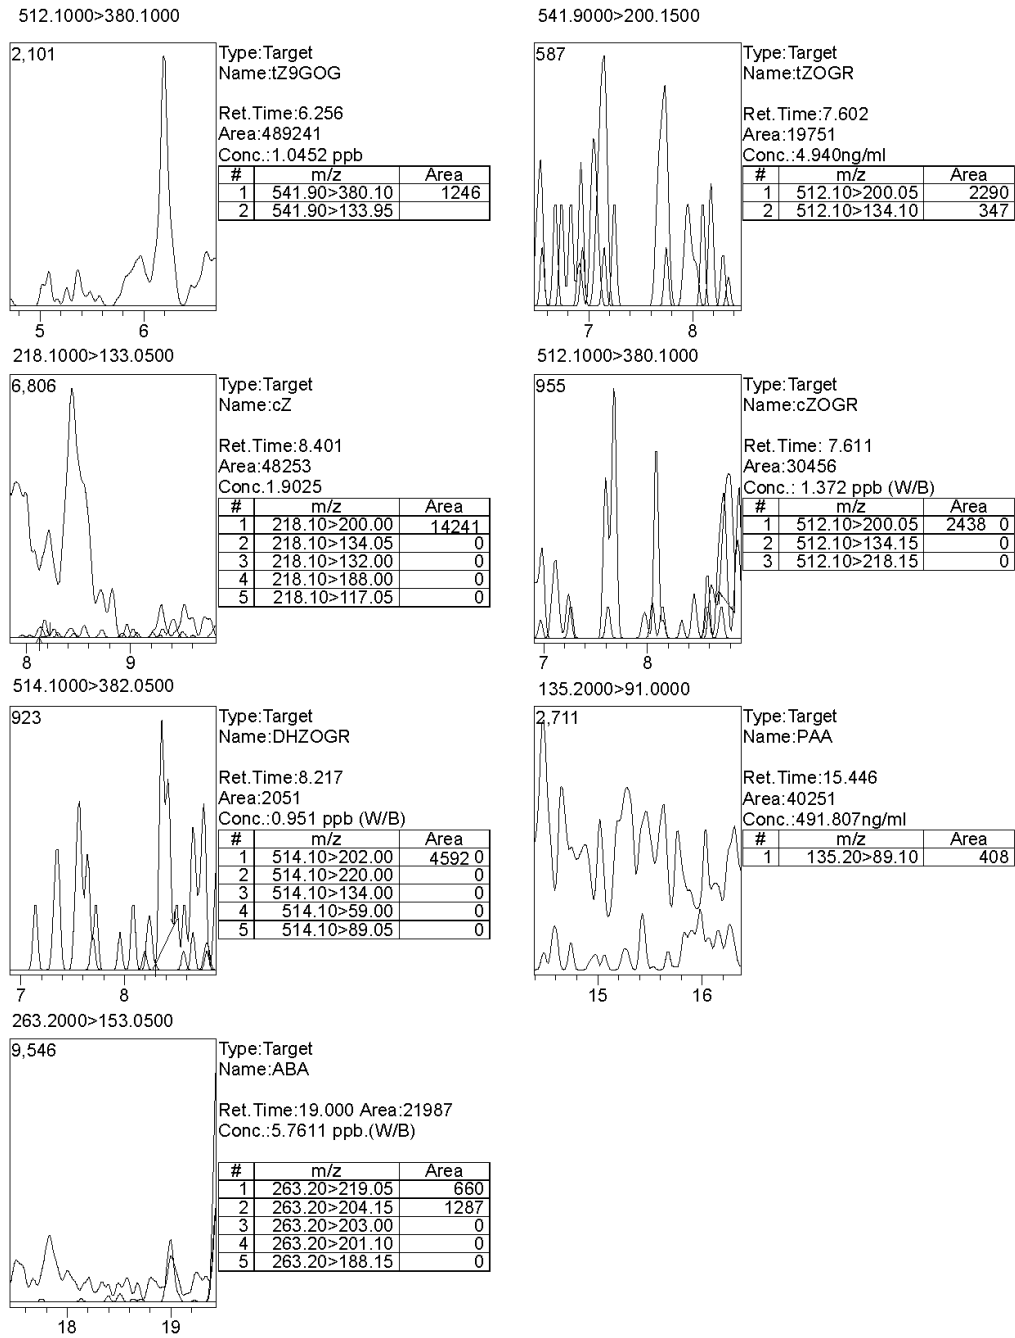 512.1000>380.1000
2,101
Type:Target
Name:tZ9GOG
Ret.Time:6.256
Area:489241
Conc.:1.0452 ppb
# m/z Area
1 541.90>380.10 1246
2 541.90>133.95
5 6
541.9000>200.1500
587
Type:Target
Name:tZOGR
Ret.Time:7.602
Area:19751
Conc.:4.940ng/ml
# m/z Area
1 512.10>200.05 2290
2 512.10>134.10 347
7 8
218.1000>133.0500
6,806
Type:Target
Name:cZ
Ret.Time:8.401
Area:48253
Conc.1.9025
# m/z Area
1 218.10>200.00 14241
2 218.10>134.05 0
3 218.10>132.00 0
4 218.10>188.00 0
5 218.10>117.05 0
8 9
512.1000>380.1000
955
Type:Target
Name:cZOGR
Ret.Time: 7.611
Area:30456
Conc.: 1.372 ppb (W/B)
# m/z Area
1 512.10>200.05 2438 0
2 512.10>134.15 0
3 512.10>218.15 0
7 8
514.1000>382.0500
923
Type:Target
Name:DHZOGR
Ret.Time:8.217
Area:2051
Conc.:0.951 ppb (W/B)
# m/z Area
1 514.10>202.00 4592 0
2 514.10>220.00 0
3 514.10>134.00 0
4 514.10>59.00 0
5 514.10>89.05 0
7 8
135.2000>91.0000
2,711
Type:Target
Name:PAA
Ret.Time:15.446
Area:40251
Conc.:491.807ng/ml
# m/z Area
1 135.20>89.10 408
15 16
263.2000>153.0500
9,546
Type:Target
Name:ABA
Ret.Time:19.000 Area:21987
Conc.:5.7611 ppb.(W/B)
# m/z Area
1 263.20>219.05 660
2 263.20>204.15 1287
3 263.20>203.00 0
4 263.20>201.10 0
5 263.20>188.15 0
18 19